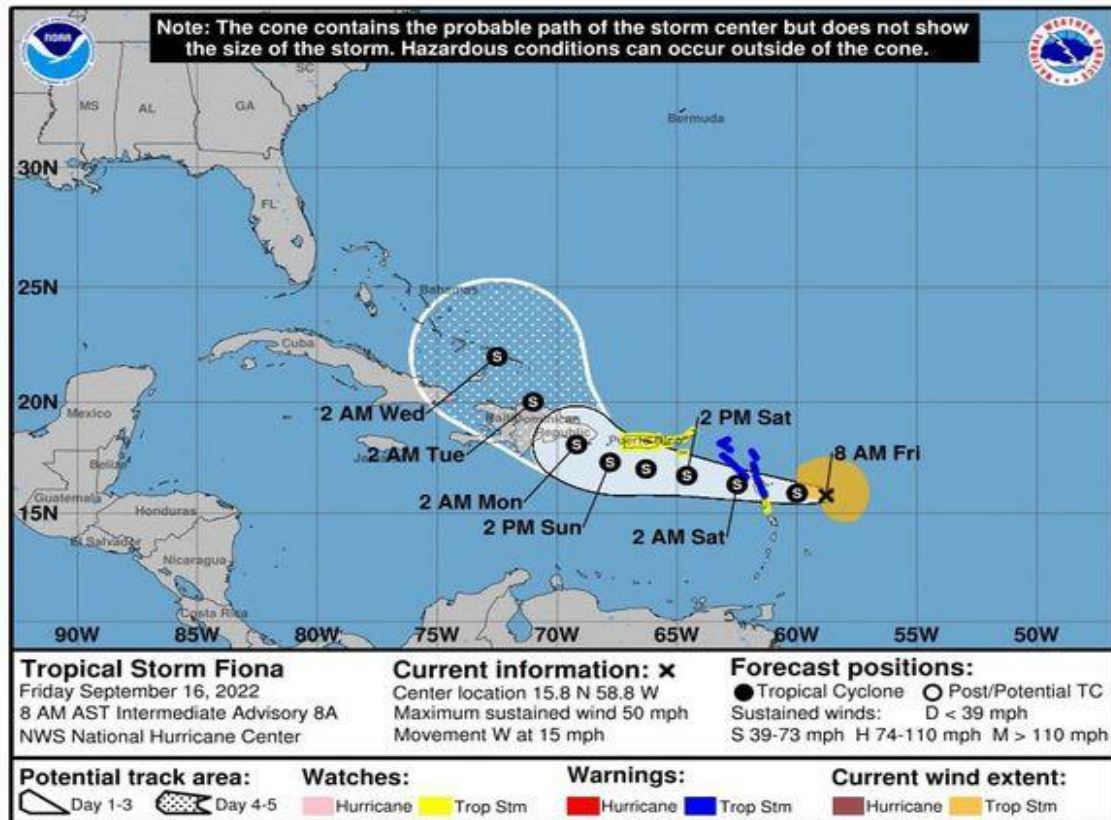 Note: The cone contains the probable path of the storm center but does not show
the size of the storm. Hazardous conditions can occur outside of the cone.
NOAA
NATIONAL WEATHER SERVICE
SC
MS
AL
GA
Bermuda
30N
FL
25N
Bahamas
Cuba
20N
2 AM Wed
2 PM Sat
Mexico
Haiti
Dominican
Republic
Puerto Rico
8 AM Fri
2 AM Tue
Belize
2 AM Mon
Guatemala
Honduras
2 PM Sun
2 AM Sat
15N
El Salvador
Nicaragua
Costa Rica
S
S
S
S
S
S
S
S
90W 85W 80W 75W 70W 65W 60W 55W 50W
Tropical Storm Fiona
Friday September 16, 2022
8 AM AST Intermediate Advisory 8A
NWS National Hurricane Center
Current information: x
Center location 15.8 N 58.8 W
Maximum sustained wind 50 mph
Movement W at 15 mph
Forecast positions:
Tropical Cyclone Post/Potential TC
Sustained winds: D < 39 mph
S 39-73 mph H 74-110 mph M > 110 mph
Potential track area:
Day 1-3 Day 4-5
Watches:
Hurricane Trop Stm
Warnings:
Hurricane Trop Stm
Current wind extent:
Hurricane Trop Stm